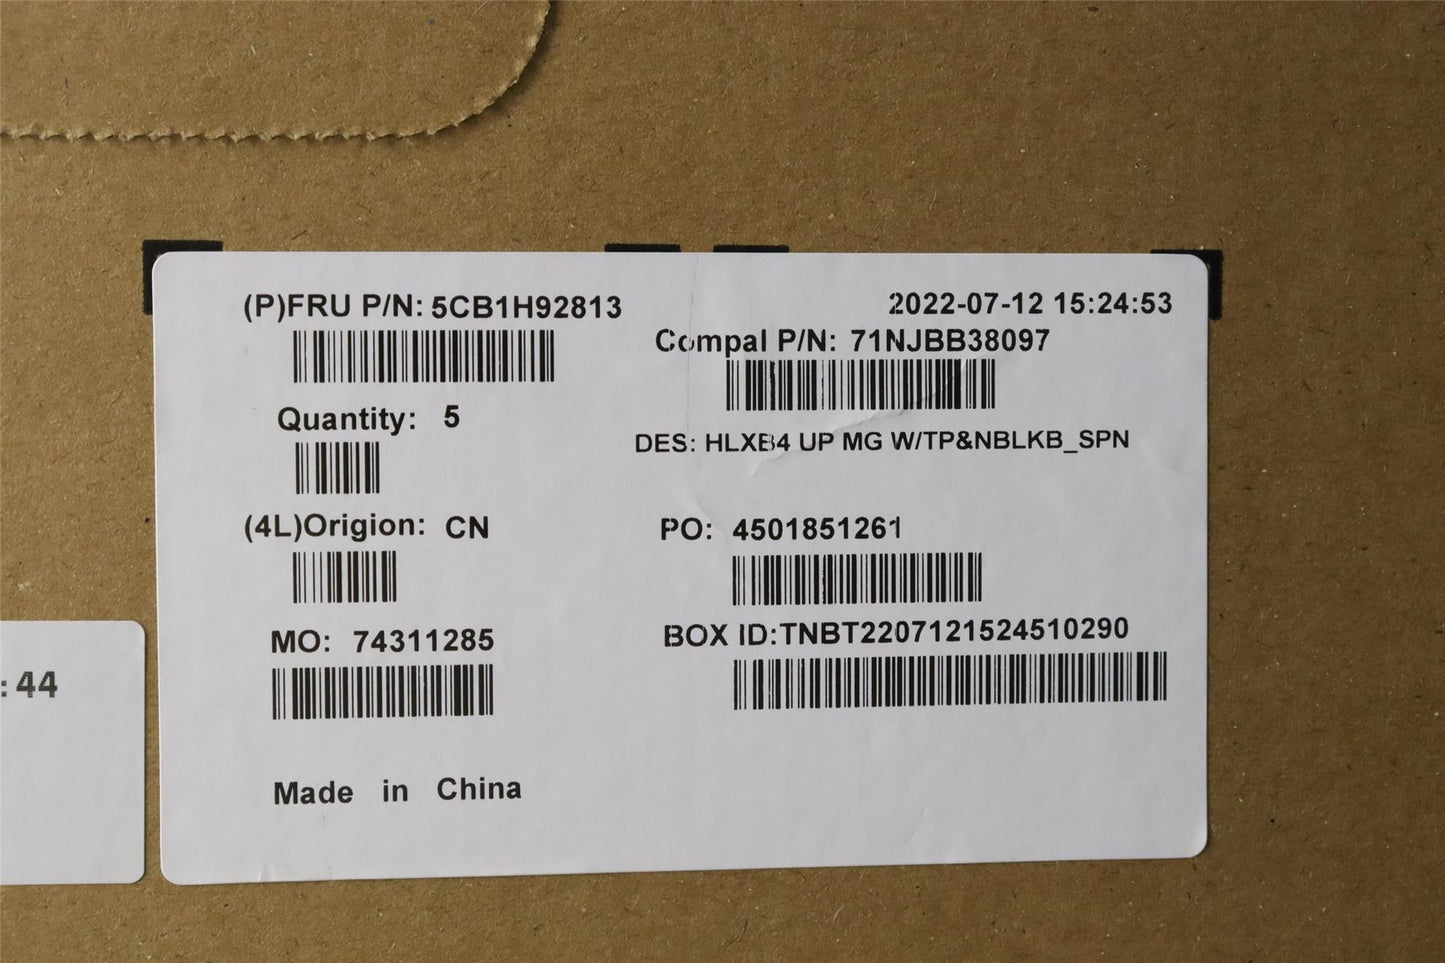 (P)FRU P/N: 5CB1H92813
2022-07-12 15:24:53
Compal P/N: 71NJBB38097
Quantity: 5
DES: HLXB4 UP MG W/TP&NBLKB_SPN
(4L)Origion: CN
PO: 4501851261
MO: 74311285
BOX ID:TNBT2207121524510290
:44
Made in China